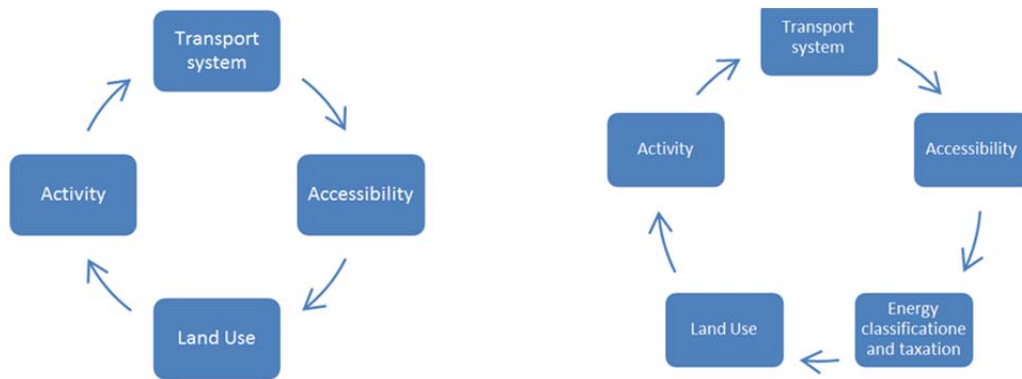 Transport
system
Activity
Accessibility
Land Use
Transport
system
Activity
Accessibility
Land Use
Energy
classificatione
and taxation